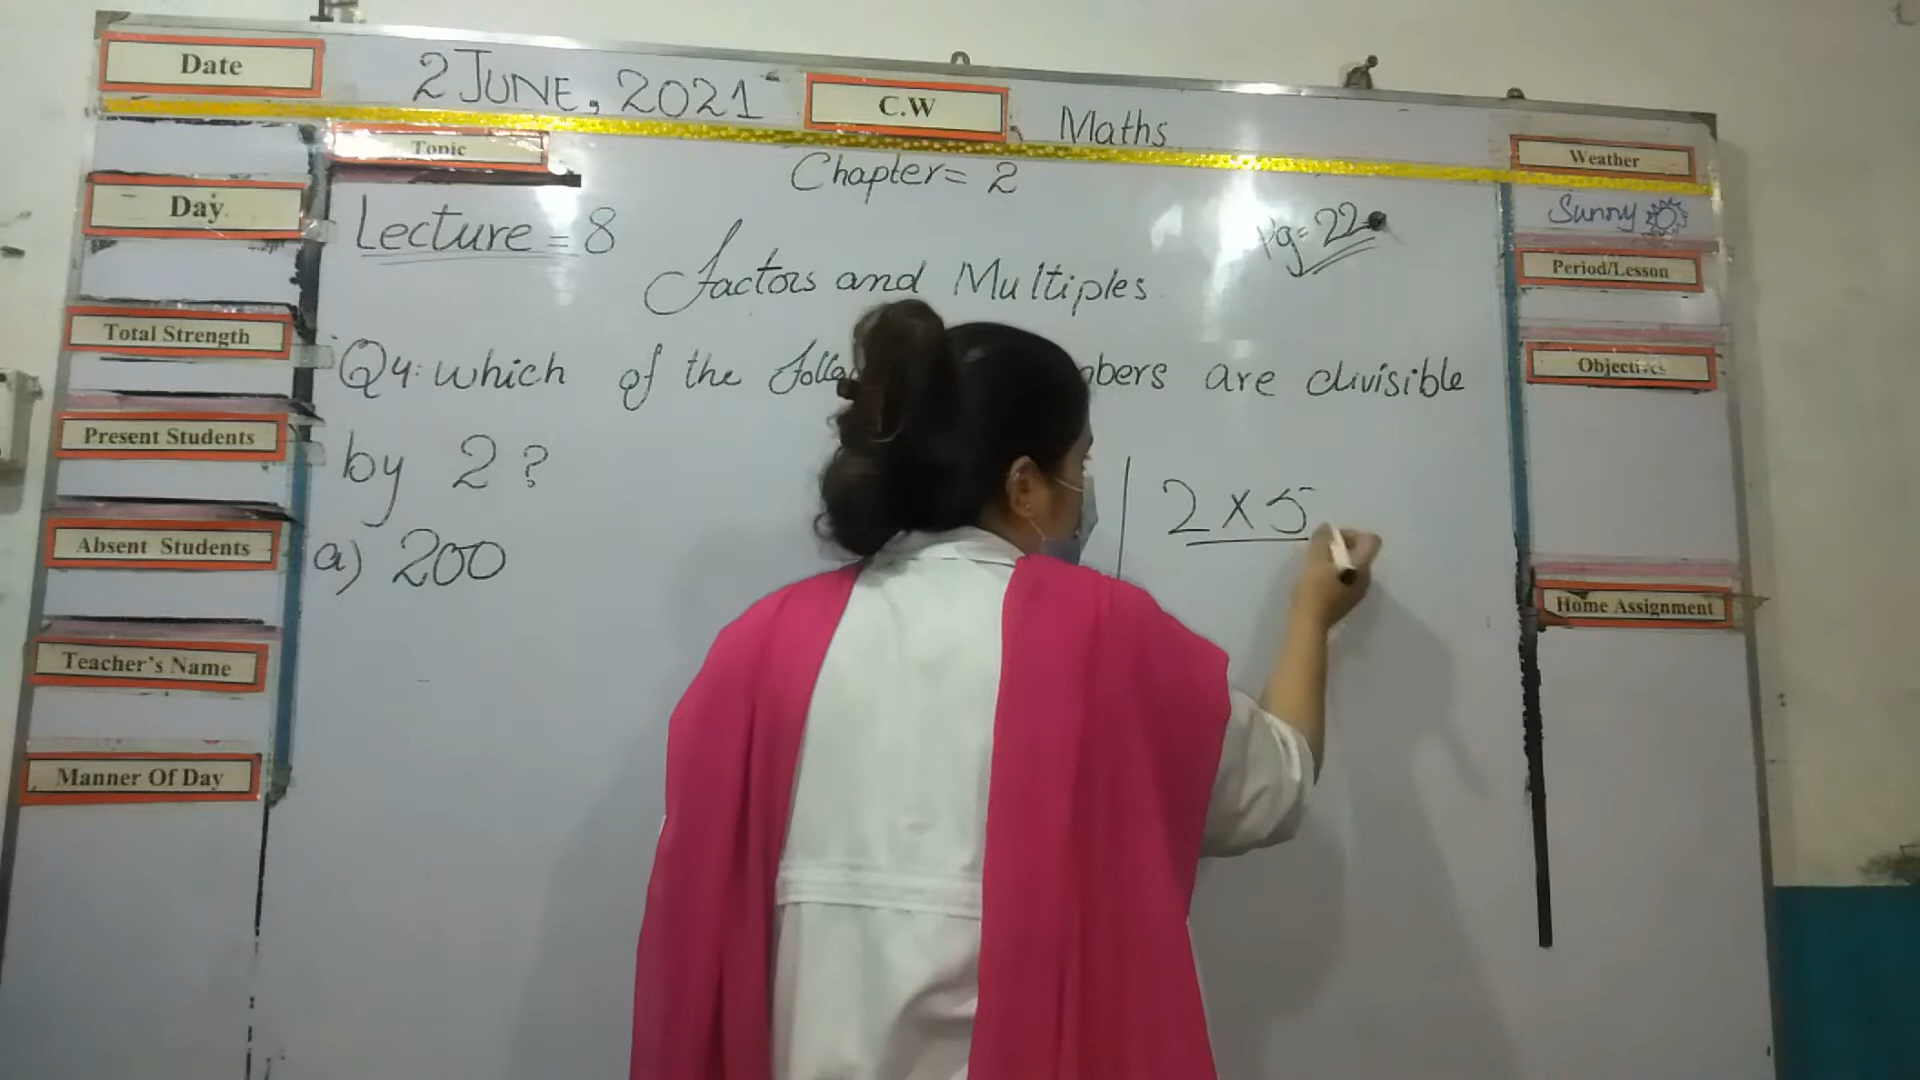 Date
2 JUNE, 2021
C.W
Maths
Topic
Chapter = 2
Weather
Sunny
Day
Lecture = 8
Pg = 22
Factors and Multiples
Period/Lesson
Total Strength
Q4: which of the are divisible
Objectives
by 2 ?
Present Students
2 x 5
a) 200
Absent Students
Home Assignment
Teacher's Name
Manner Of Day